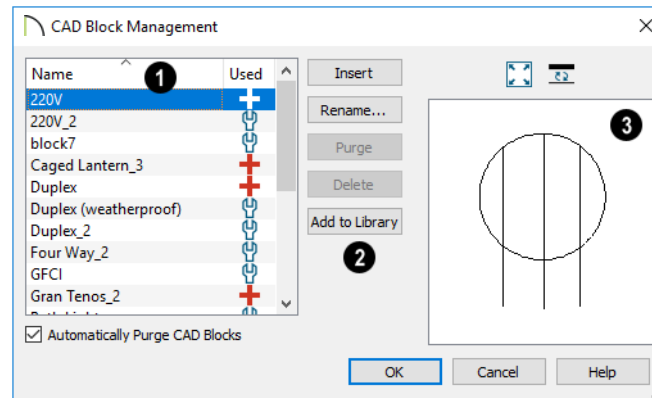 CAD Block Management
Name 1 Used
220V
220V_2
block7
Caged Lantern_3
Duplex
Duplex (weatherproof)
Duplex_2
Four Way_2
GFCI
Gran Tenos_2
Automatically Purge CAD Blocks
Insert
Rename...
Purge
Delete
Add to Library
2
3
OK Cancel Help